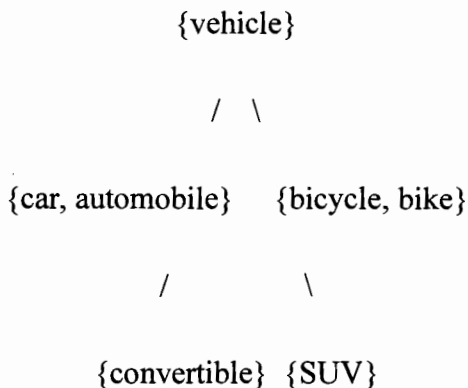 {vehicle}
/ \
{car, automobile} {bicycle, bike}
/ \
{convertible} {SUV}